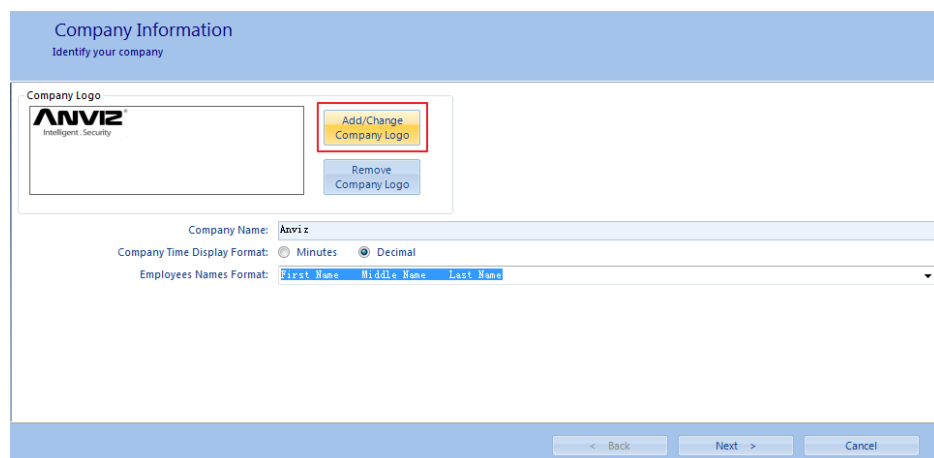 Company Information
Identify your company
Company Logo
ANVIZ®
Intelligent . Security
Add/Change
Company Logo
Remove
Company Logo
Company Name: Anviz
Company Time Display Format: Minutes Decimal
Employees Names Format: First Name Middle Name Last Name
< Back Next > Cancel